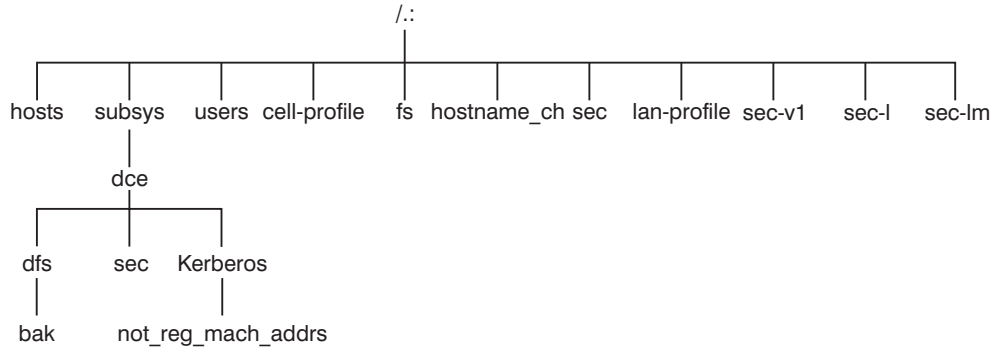 /.:
hosts subsys users cell-profile fs hostname_ch sec lan-profile sec-v1 sec-l sec-lm
dce
dfs sec Kerberos
bak not_reg_mach_addrs